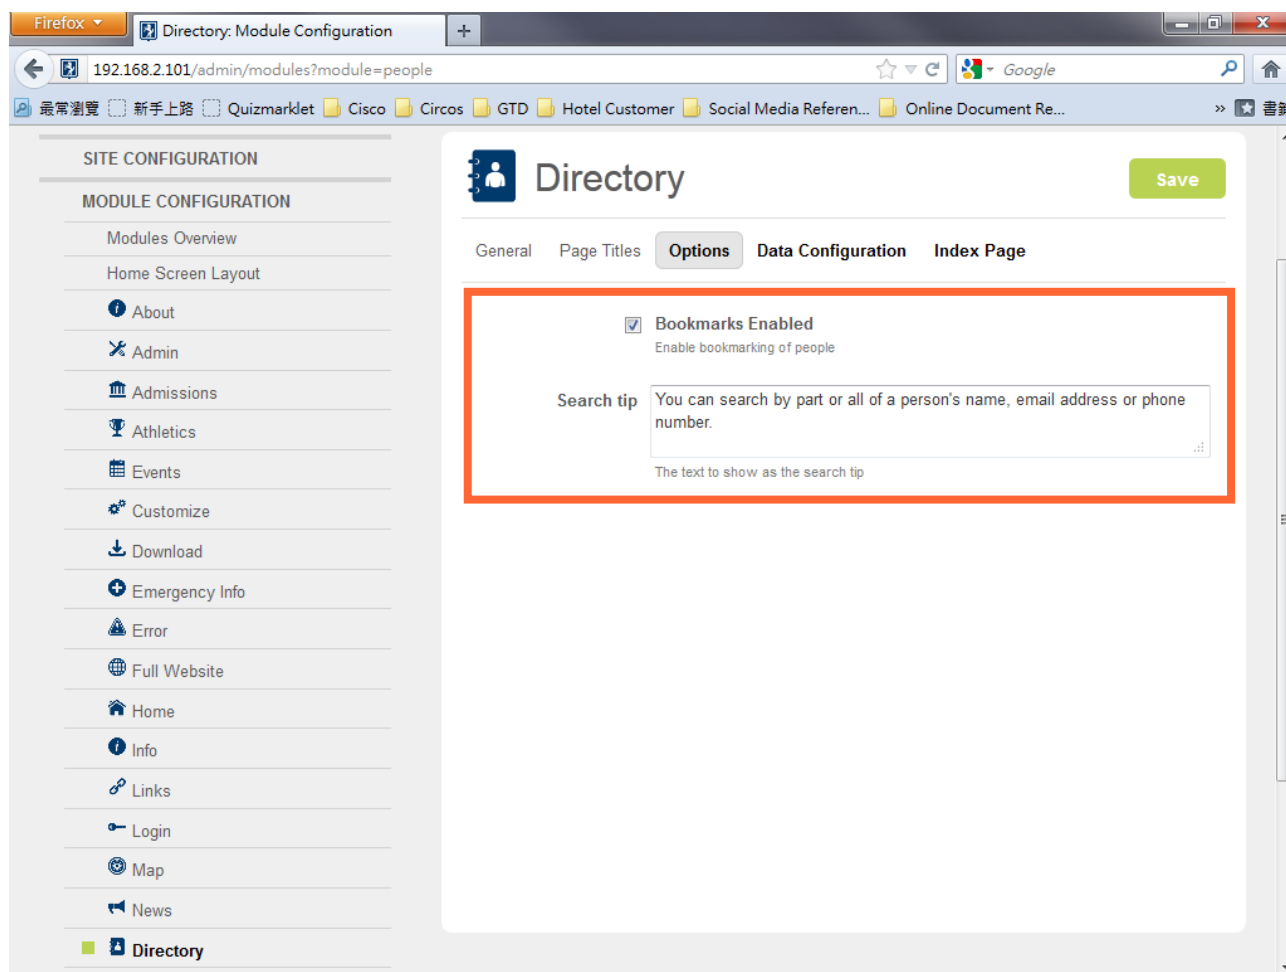 Firefox
Directory: Module Configuration
192.168.2.101/admin/modules?module=people
Google
最常瀏覽 新手上路 Quizmarklet Cisco Circos GTD Hotel Customer Social Media Referen... Online Document Re... »
SITE CONFIGURATION
MODULE CONFIGURATION
Modules Overview
Home Screen Layout
About
Admin
Admissions
Athletics
Events
Customize
Download
Emergency Info
Error
Full Website
Home
Info
Links
Login
Map
News
Directory
Directory
Save
General Page Titles Options Data Configuration Index Page
Bookmarks Enabled
Enable bookmarking of people
Search tip
You can search by part or all of a person's name, email address or phone
number.
The text to show as the search tip